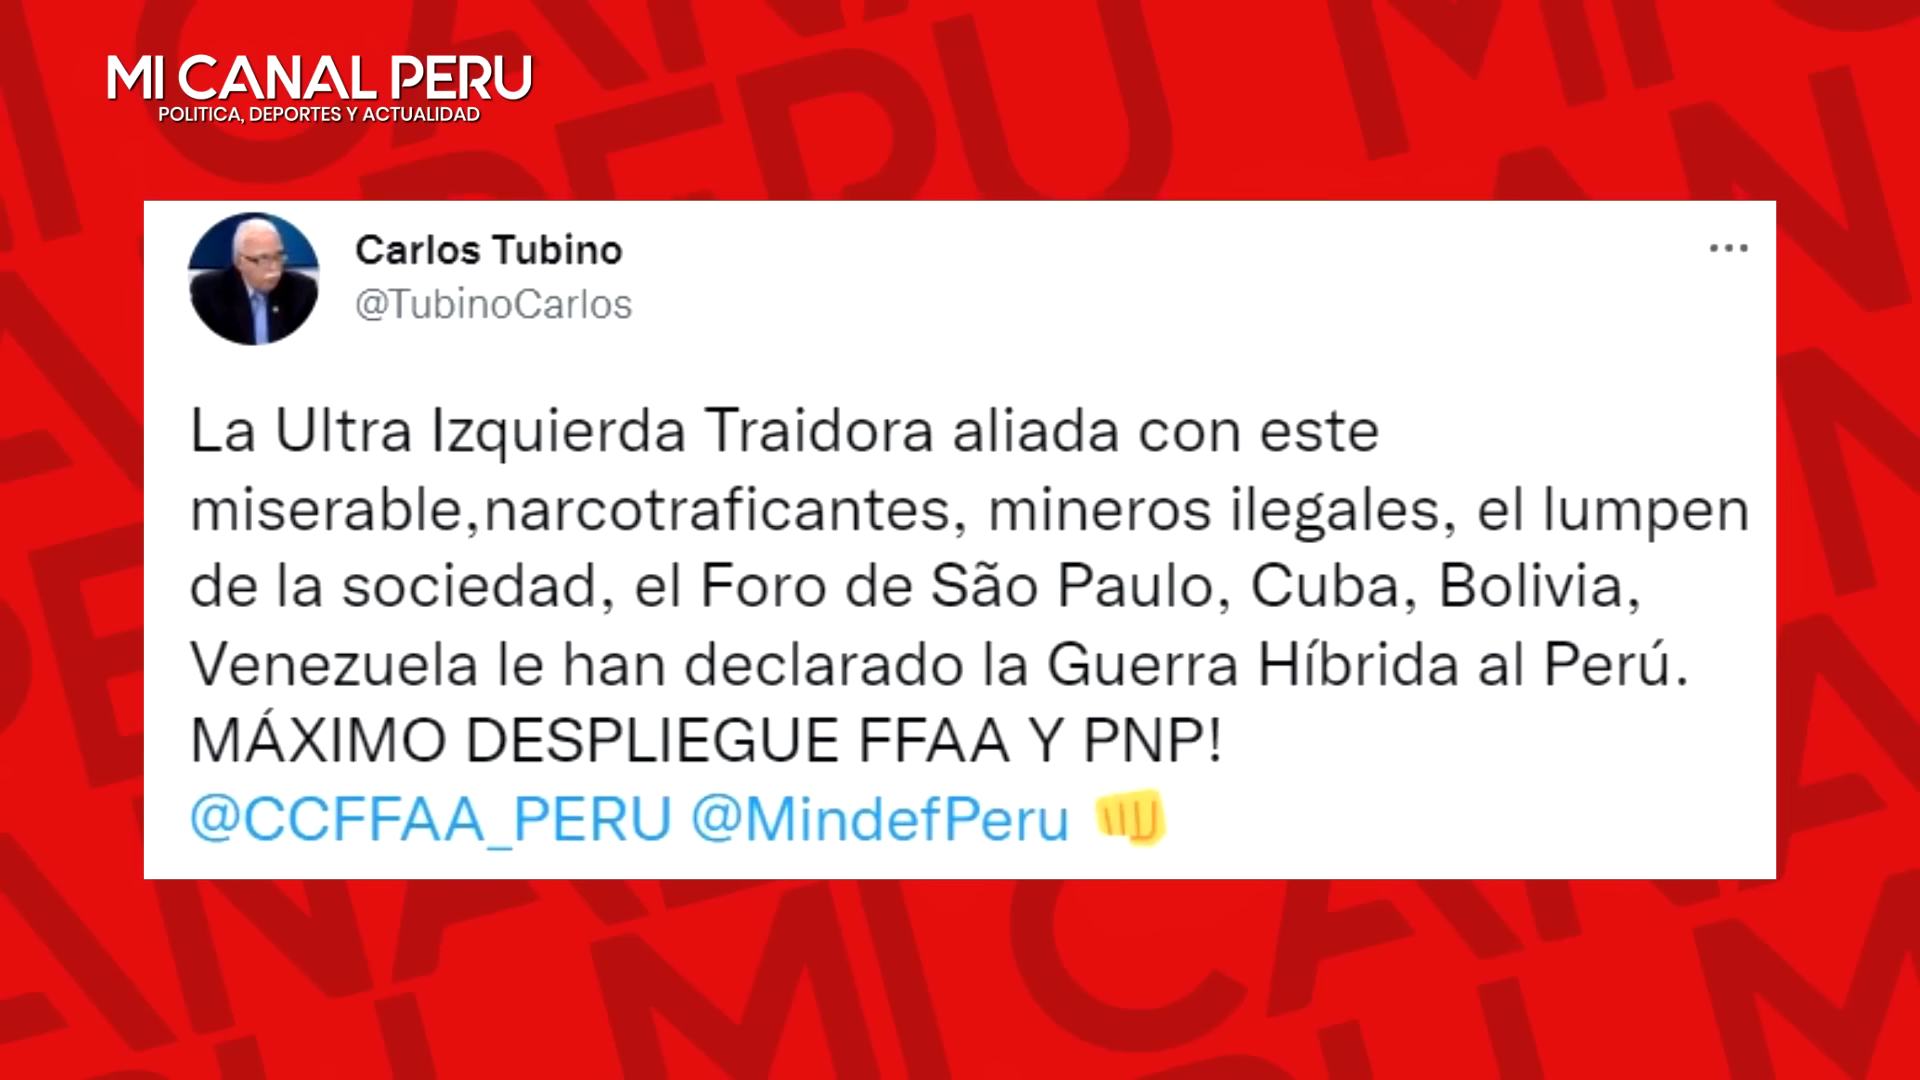 MI CANAL PERU
POLITICA, DEPORTES Y ACTUALIDAD
Carlos Tubino
@TubinoCarlos
La Ultra Izquierda Traidora aliada con este
miserable,narcotraficantes, mineros ilegales, el lumpen
de la sociedad, el Foro de São Paulo, Cuba, Bolivia,
Venezuela le han declarado la Guerra Híbrida al Perú.
MÁXIMO DESPLIEGUE FFAA Y PNP!
@CCFFAA_PERU @MindefPeru 👊